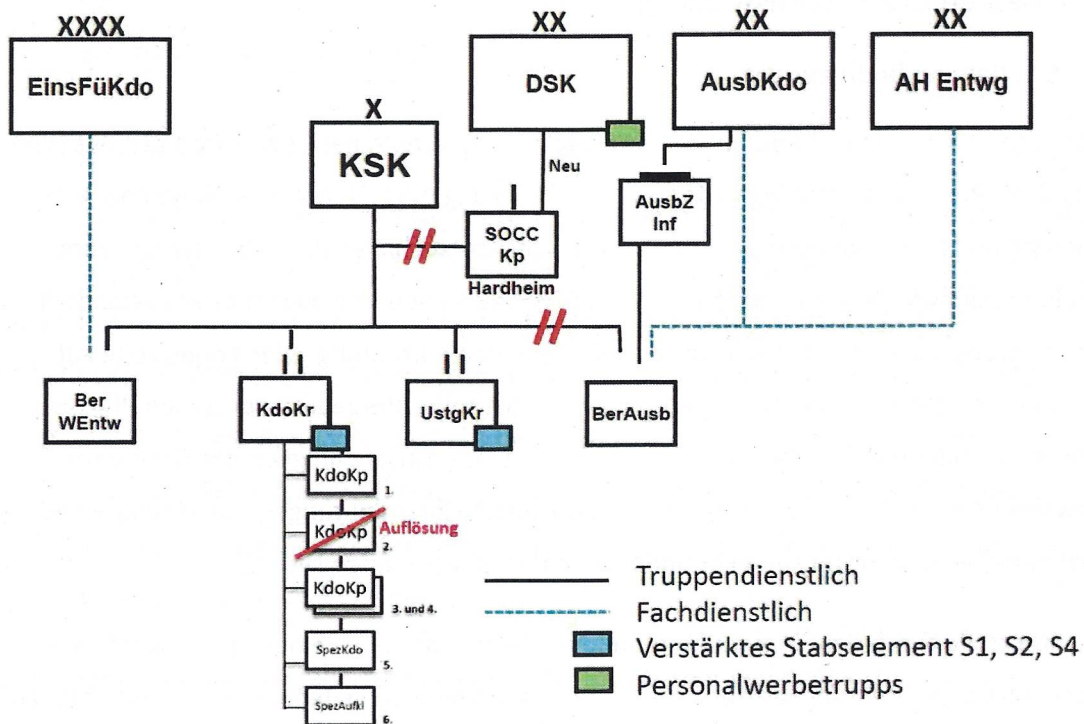 XXXX
EinsFüKdo
XX
DSK
XX
AusbKdo
XX
AH Entwg
X
KSK
Neu
I
SOCC
Kp
Hardheim
AusbZ
Inf
Ber
WEntw
II
KdoKr
II
UstgKr
BerAusb
KdoKp
1.
KdoKp
Auflösung
2.
KdoKp
3. und 4.
SpezKdo
5.
SpezAufkl
6.
Truppendienstlich
Fachdienstlich
Verstärktes Stabselement S1, S2, S4
Personalwerbetrupps